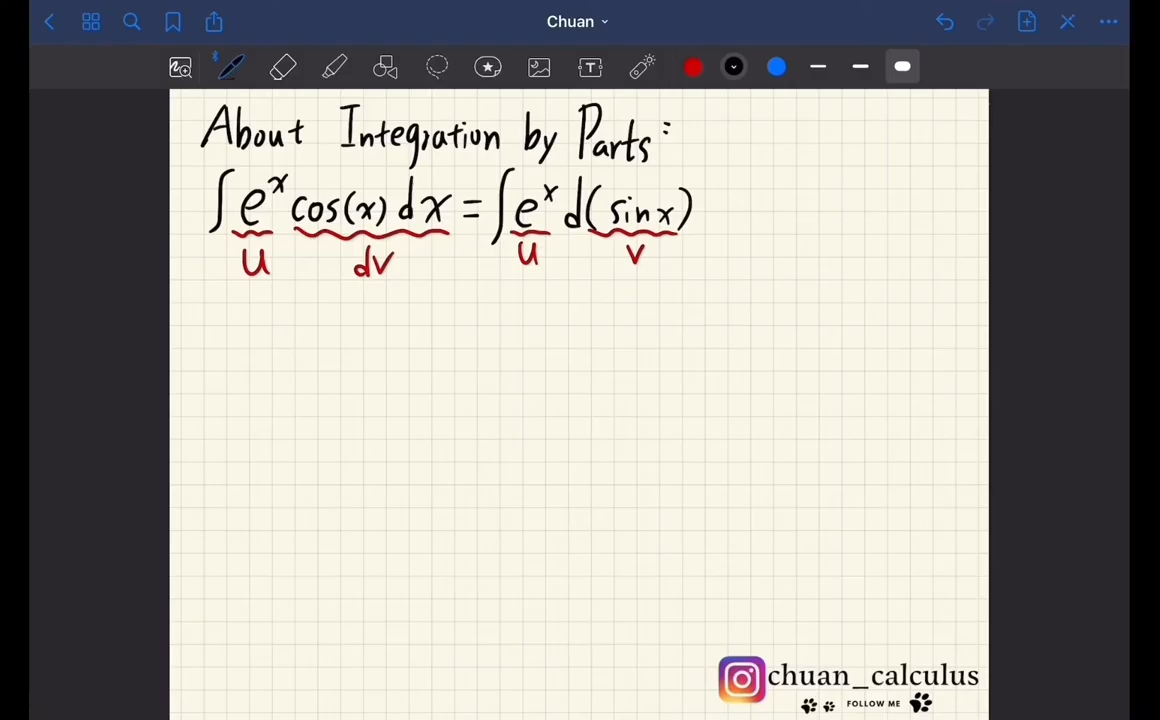 Chuan
About Integration by Parts:
∫ e^x cos(x) dx = ∫ e^x d(sin x)
u dv u v
chuan_calculus
FOLLOW ME